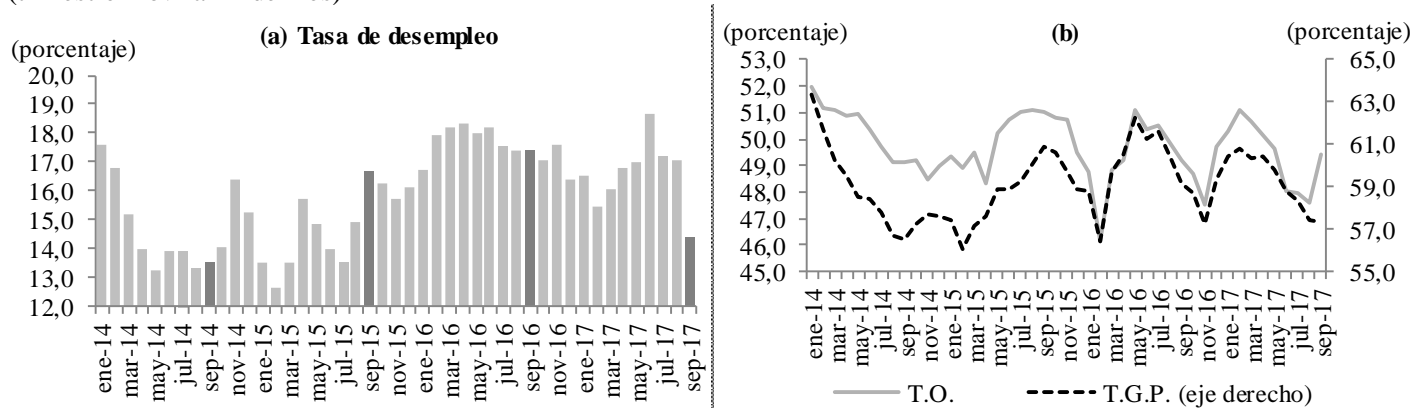 (a) Tasa de desempleo
(porcentaje)
20,0
19,0
18,0
17,0
16,0
15,0
14,0
13,0
12,0
ene-14
mar-14
may-14
jul-14
sep-14
nov-14
ene-15
mar-15
may-15
jul-15
sep-15
nov-15
ene-16
mar-16
may-16
jul-16
sep-16
nov-16
ene-17
mar-17
may-17
jul-17
sep-17
(porcentaje)
(b)
(porcentaje)
53,0
52,0
51,0
50,0
49,0
48,0
47,0
46,0
45,0
65,0
63,0
61,0
59,0
57,0
55,0
ene-14
mar-14
may-14
jul-14
sep-14
nov-14
ene-15
mar-15
may-15
jul-15
sep-15
nov-15
ene-16
mar-16
may-16
jul-16
sep-16
nov-16
ene-17
mar-17
may-17
jul-17
sep-17
T.O.
T.G.P. (eje derecho)